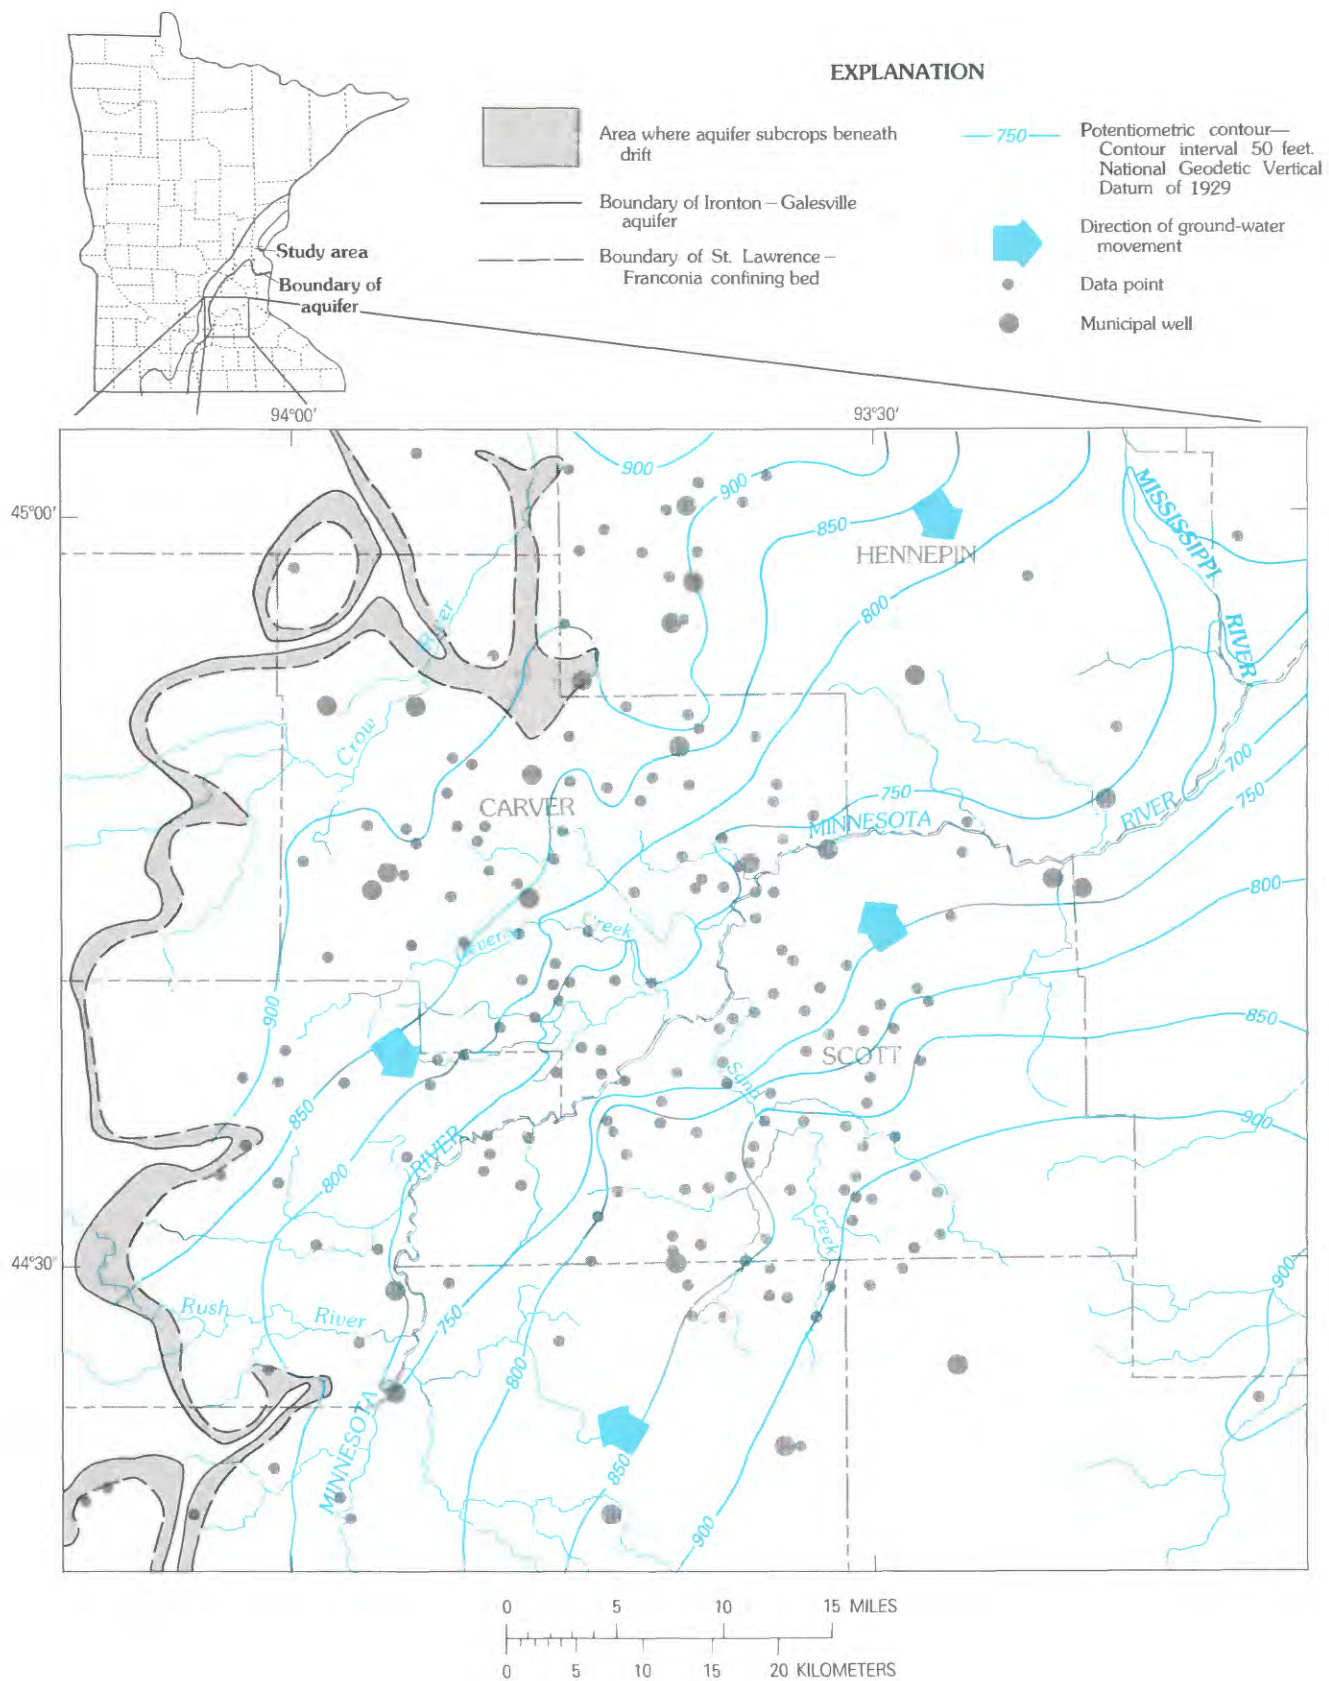 EXPLANATION
Area where aquifer subcrops beneath
drift
Boundary of Ironton – Galesville
aquifer
Boundary of St. Lawrence –
Franconia confining bed
750
Potentiometric contour—
Contour interval 50 feet.
National Geodetic Vertical
Datum of 1929
Direction of ground-water
movement
Data point
Municipal well
Study area
Boundary of
aquifer
94°00'
93°30'
45°00'
44°30'
900
900
850
800
HENNEPIN
MISSISSIPPI
RIVER
River
Crow
CARVER
750
MINNESOTA
RIVER
700
750
800
850
900
900
Creek
SCOTT
Sand
Creek
900
850
800
RIVER
Rush
River
750
800
850
900
MINNESOTA
0 5 10 15 MILES
0 5 10 15 20 KILOMETERS